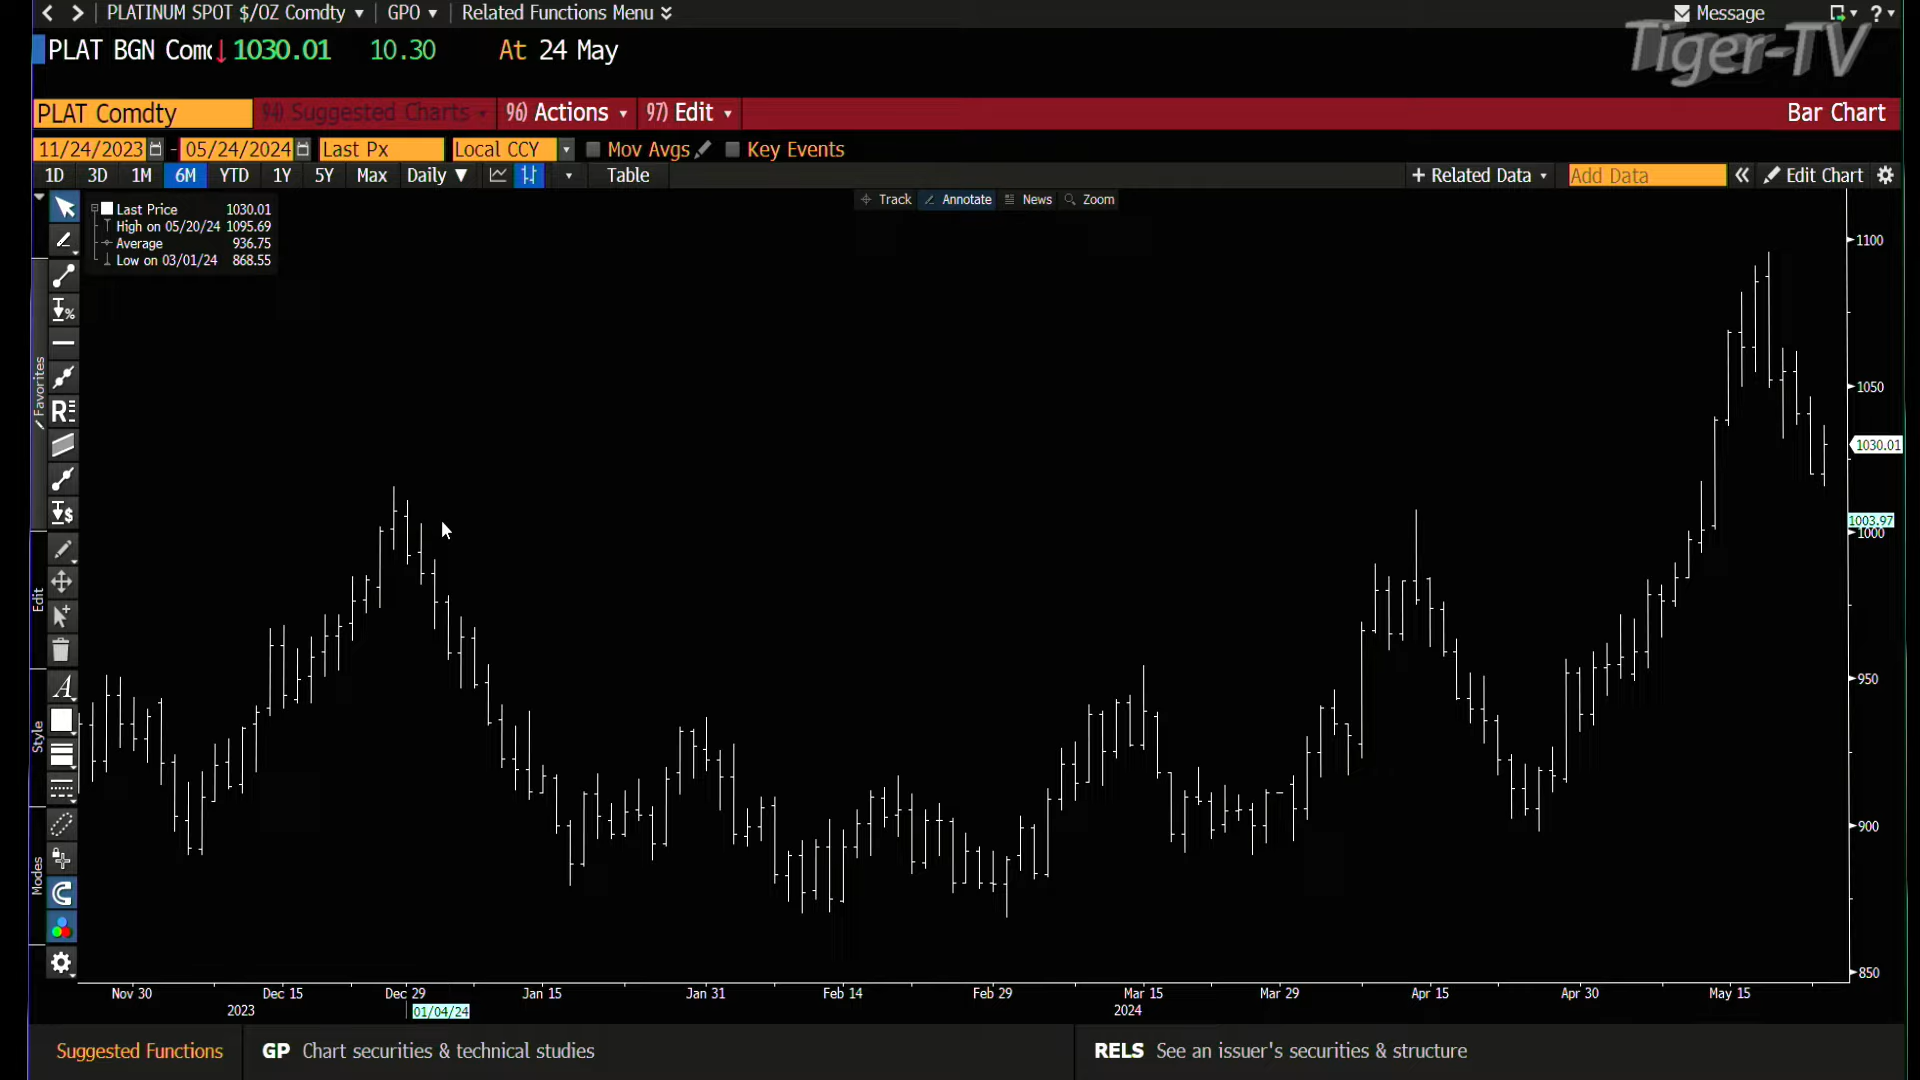 PLATINUM SPOT $/OZ Comdty GPO Related Functions Menu Message ?
Tiger-TV
PLAT BGN Comc 1030.01 10.30 At 24 May
PLAT Comdty 94) Suggested Charts 96) Actions 97) Edit Bar Chart
11/24/2023 - 05/24/2024 Last Px Local CCY Mov Avgs Key Events
1D 3D 1M 6M YTD 1Y 5Y Max Daily Table + Related Data Add Data Edit Chart
Track Annotate News Zoom
Last Price 1030.01
High on 05/20/24 1095.69
Average 936.75
Low on 03/01/24 868.55
Favorites
Edit
Style
Modes
1100
1050
1030.01
1003.97
1000
950
900
850
Nov 30 Dec 15 Dec 29 Jan 15 Jan 31 Feb 14 Feb 29 Mar 15 Mar 29 Apr 15 Apr 30 May 15
2023 01/04/24 2024
Suggested Functions GP Chart securities & technical studies RELS See an issuer's securities & structure